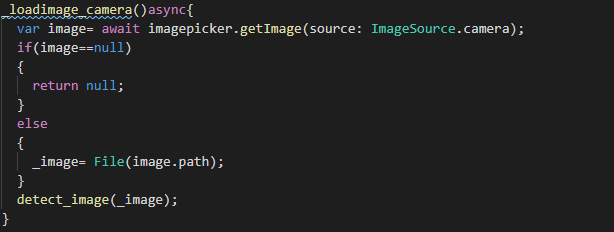 _loadimage_camera()async{
  var image= await imagepicker.getImage(source: ImageSource.camera);
  if(image==null)
  {
    return null;
  }
  else
  {
    _image= File(image.path);
  }
  detect_image(_image);
}